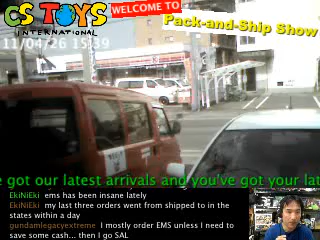 CS TOYS
INTERNATIONAL
WELCOME TO
Pack-and-Ship Show
11/04/26 15:39
e got our latest arrivals and you've got your lat
EkiNiEki ems has been insane lately
EkiNiEki my last three orders went from shipped to in the
states within a day
gundamlegacyextreme I mostly order EMS unless I need to
save some cash... then I go SAL